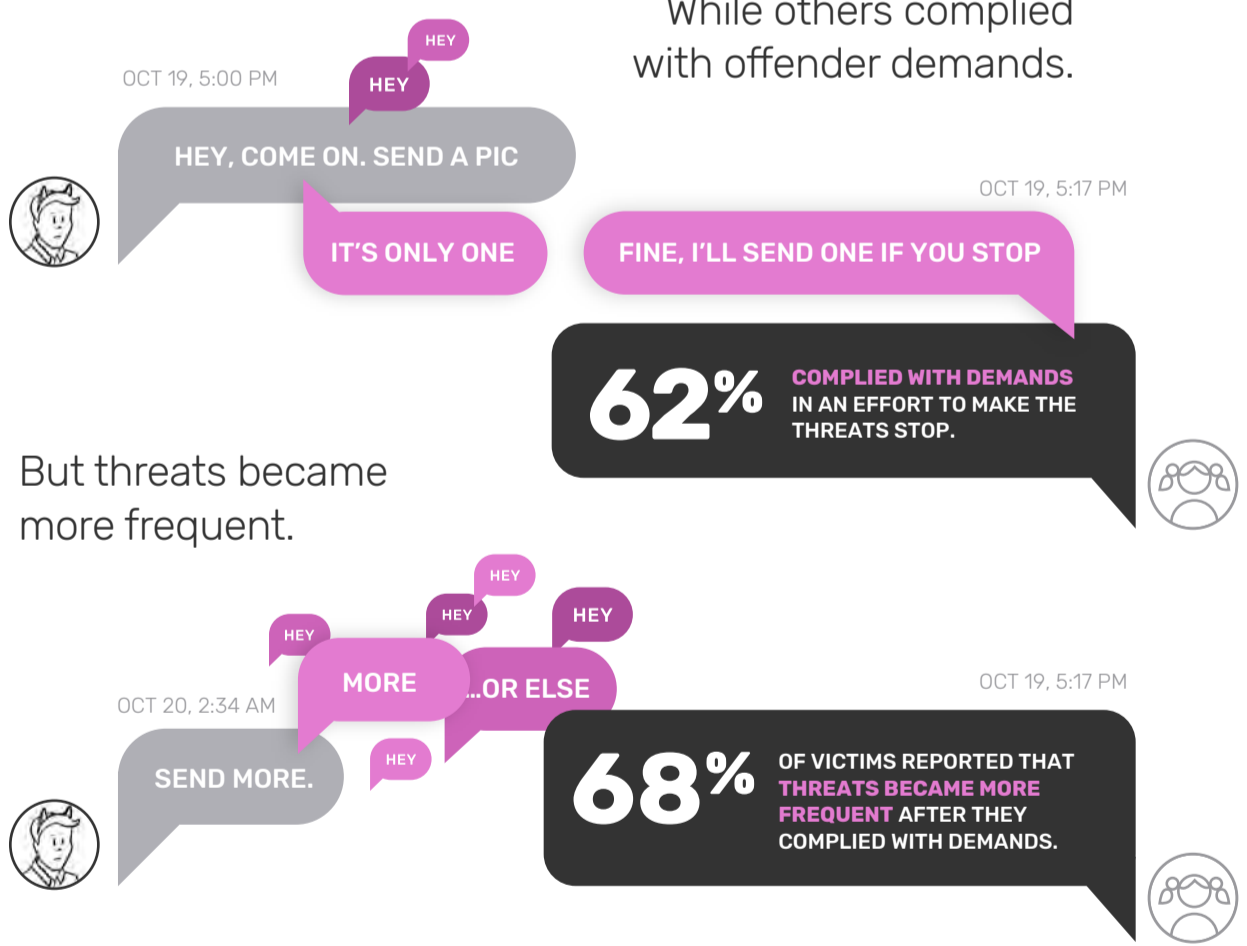 While others complied
with offender demands.
HEY
HEY
OCT 19, 5:00 PM
HEY, COME ON. SEND A PIC
OCT 19, 5:17 PM
IT'S ONLY ONE
FINE, I'LL SEND ONE IF YOU STOP
62%
COMPLIED WITH DEMANDS
IN AN EFFORT TO MAKE THE
THREATS STOP.
But threats became
more frequent.
HEY
HEY
HEY
HEY
MORE
...OR ELSE
OCT 20, 2:34 AM
OCT 19, 5:17 PM
HEY
SEND MORE.
68%
OF VICTIMS REPORTED THAT
THREATS BECAME MORE
FREQUENT AFTER THEY
COMPLIED WITH DEMANDS.